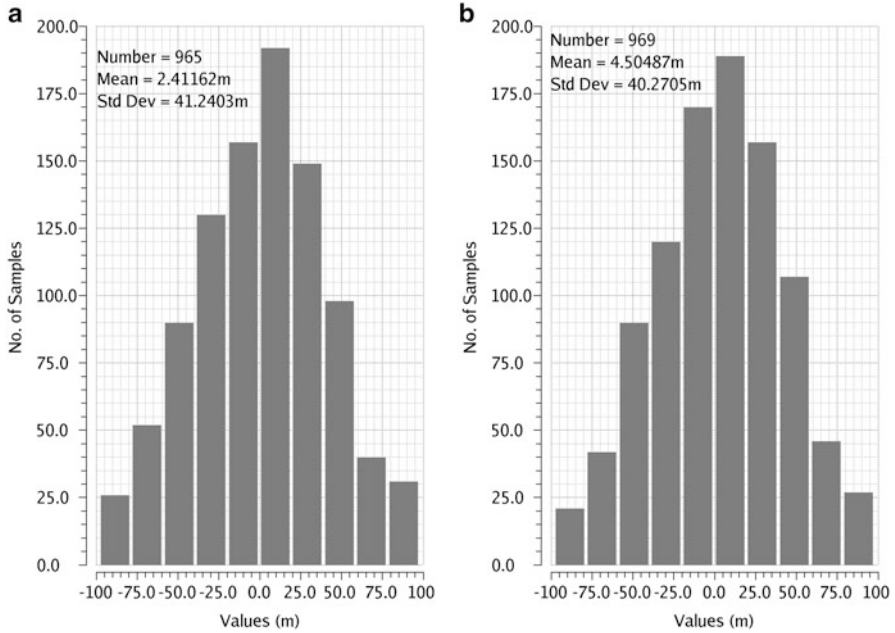 a
Number = 965
Mean = 2.41162m
Std Dev = 41.2403m
No. of Samples
200.0
175.0
150.0
125.0
100.0
75.0
50.0
25.0
0.0
-100 -75.0 -50.0 -25.0 0.0 25.0 50.0 75.0 100
Values (m)
b
Number = 969
Mean = 4.50487m
Std Dev = 40.2705m
No. of Samples
200.0
175.0
150.0
125.0
100.0
75.0
50.0
25.0
0.0
-100 -75.0 -50.0 -25.0 0.0 25.0 50.0 75.0 100
Values (m)